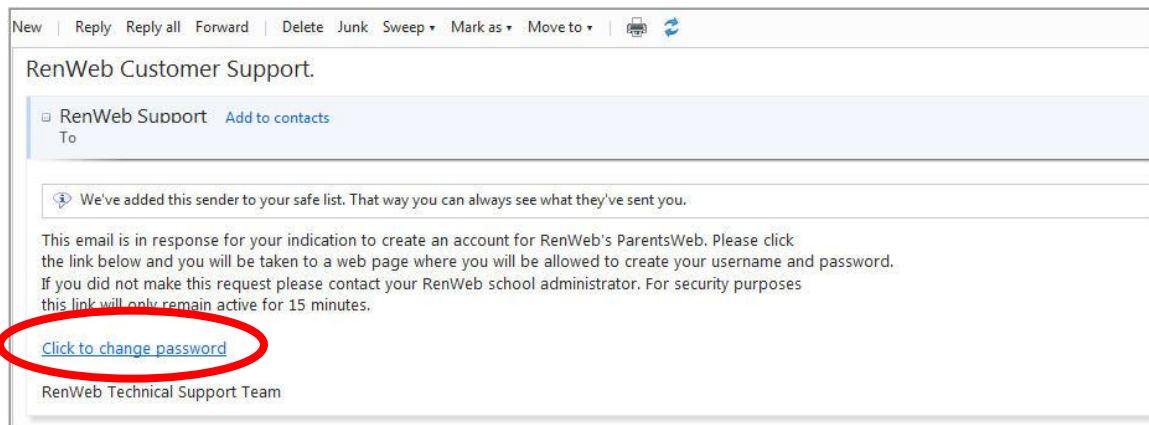 New | Reply Reply all Forward | Delete Junk Sweep Mark as Move to |
RenWeb Customer Support.
RenWeb Support Add to contacts
To
We've added this sender to your safe list. That way you can always see what they've sent you.
This email is in response for your indication to create an account for RenWeb's ParentsWeb. Please click
the link below and you will be taken to a web page where you will be allowed to create your username and password.
If you did not make this request please contact your RenWeb school administrator. For security purposes
this link will only remain active for 15 minutes.
Click to change password
RenWeb Technical Support Team